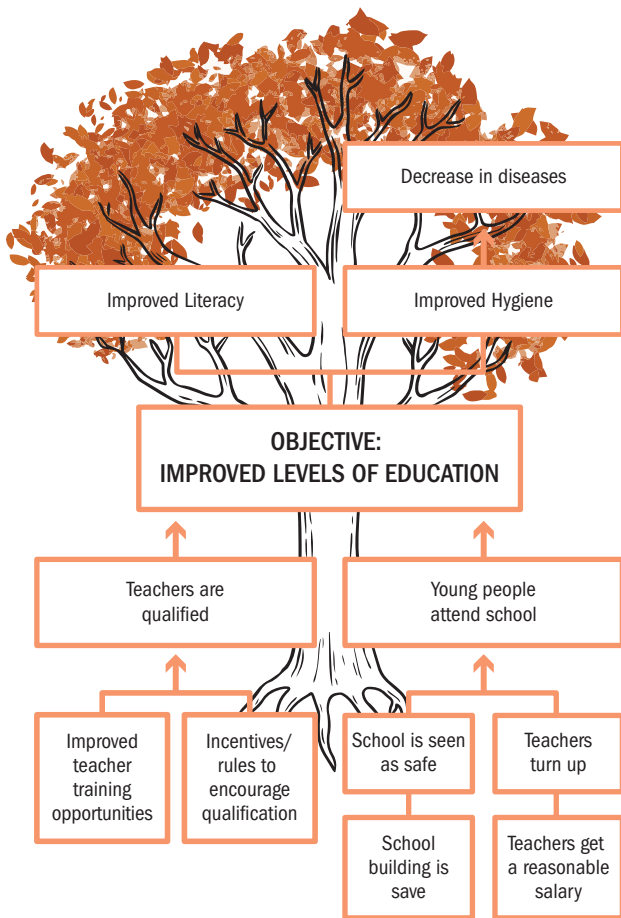 Decrease in diseases
Improved Literacy
Improved Hygiene
OBJECTIVE:
IMPROVED LEVELS OF EDUCATION
Teachers are
qualified
Young people
attend school
Improved
teacher
training
opportunities
Incentives/
rules to
encourage
qualification
School is seen
as safe
Teachers
turn up
School
building is
save
Teachers get
a reasonable
salary